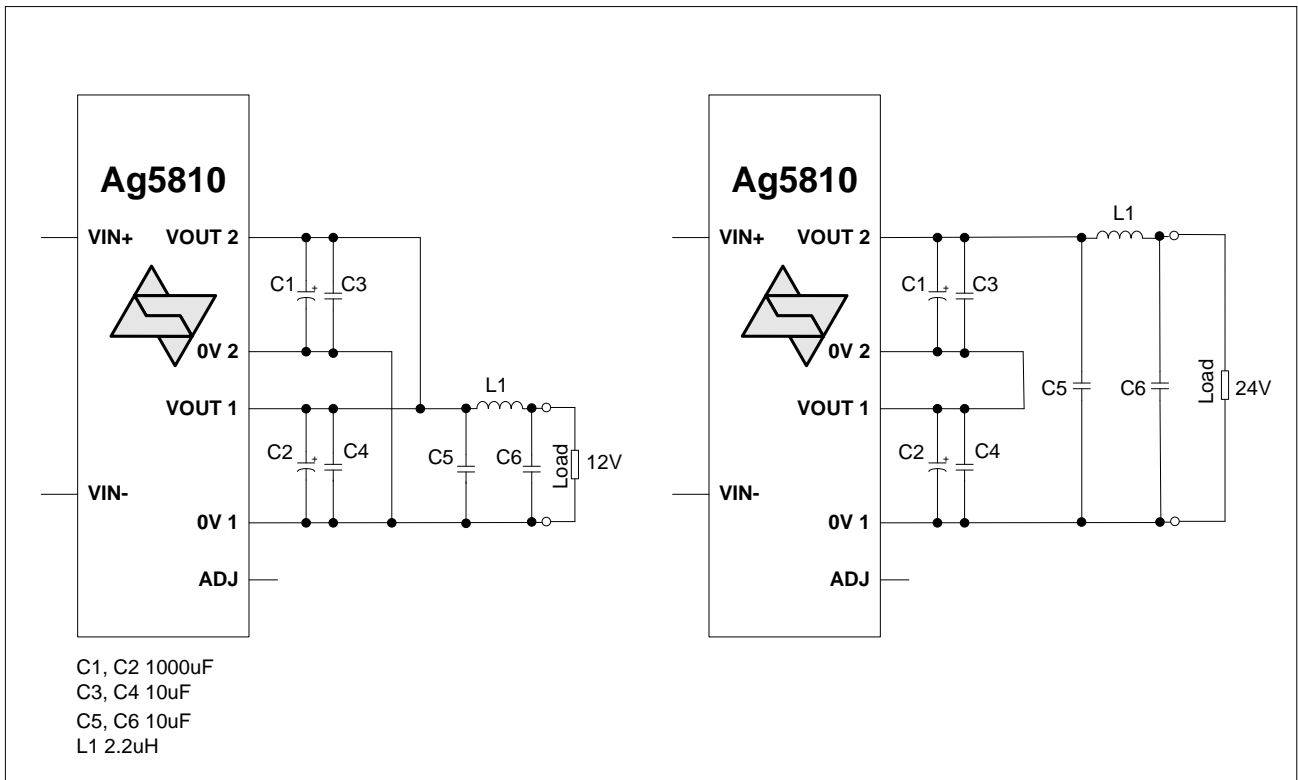 Ag5810
VIN+
VOUT 2
C1
+
C3
0V 2
VOUT 1
L1
C2
+
C4
C5
C6
Load
12V
VIN-
0V 1
ADJ
C1, C2 1000uF
C3, C4 10uF
C5, C6 10uF
L1 2.2uH
Ag5810
VIN+
VOUT 2
L1
C1
+
C3
0V 2
C5
C6
Load
24V
VOUT 1
C2
+
C4
VIN-
0V 1
ADJ